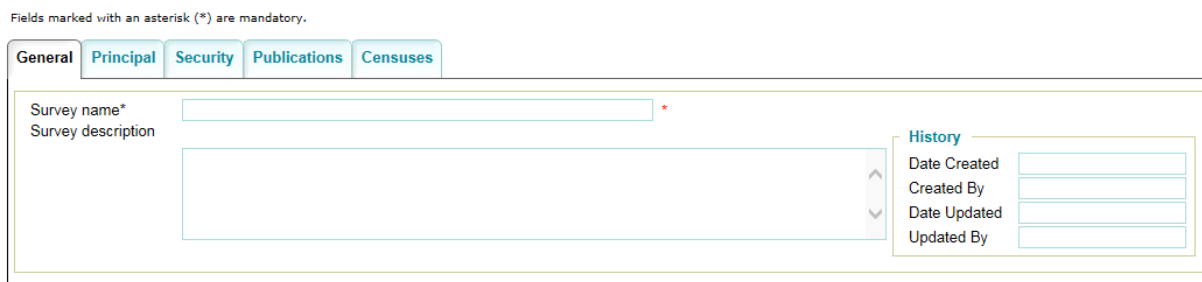 Fields marked with an asterisk (*) are mandatory.
General Principal Security Publications Censuses
Survey name* *
Survey description
History
Date Created
Created By
Date Updated
Updated By